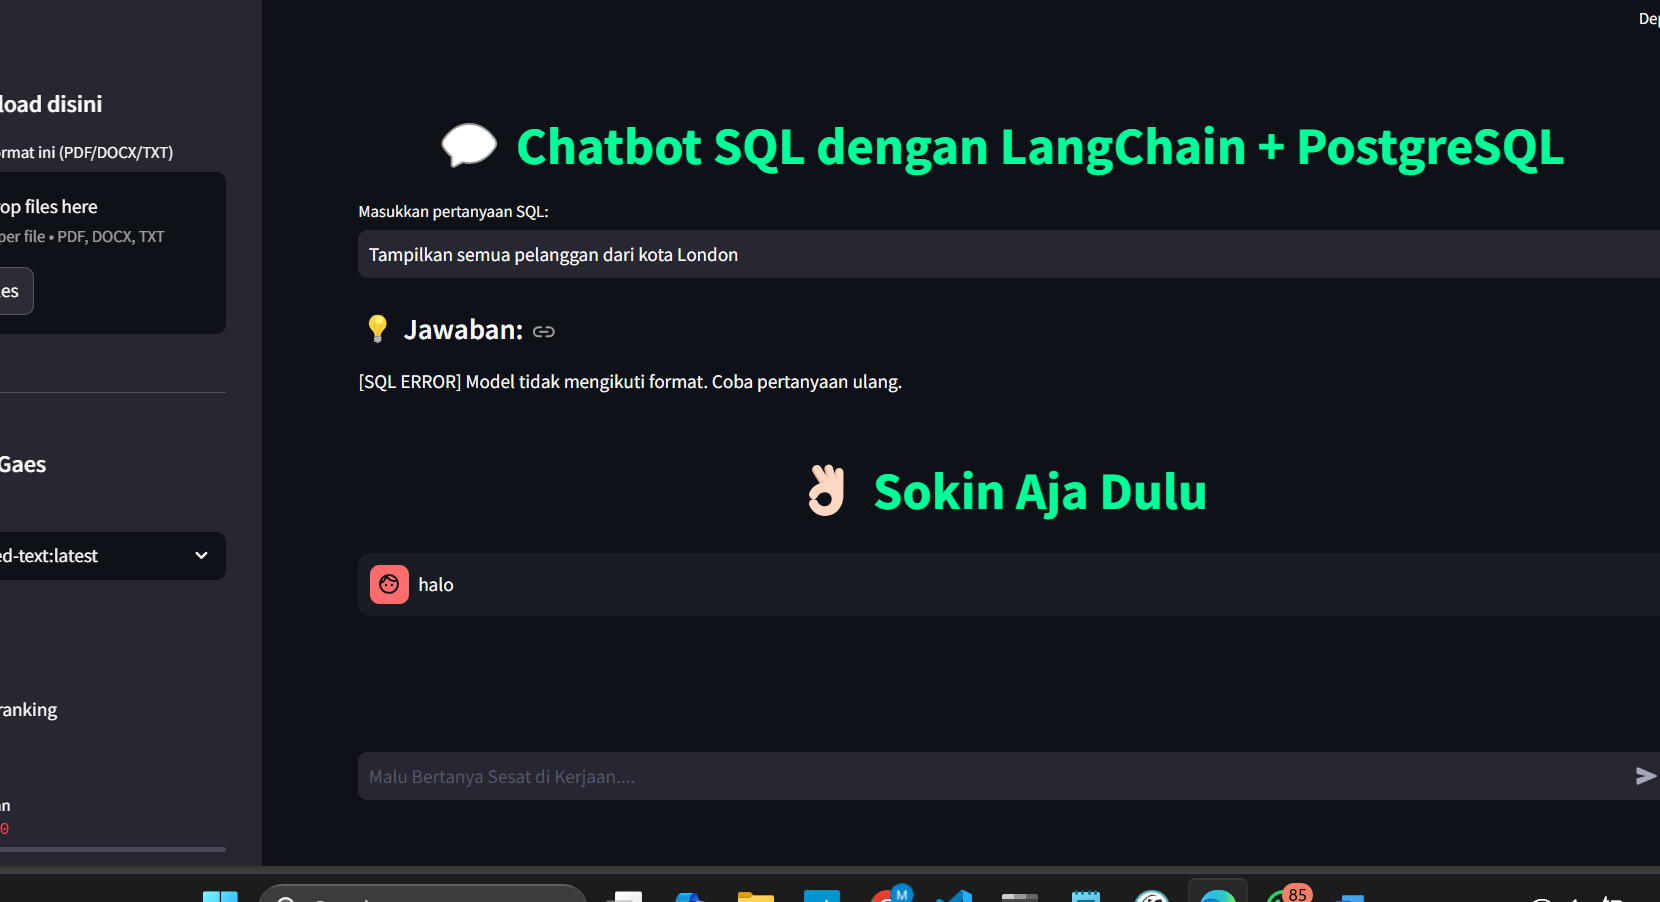 Dep
load disini
rmat ini (PDF/DOCX/TXT)
op files here
per file • PDF, DOCX, TXT
es
Gaes
ed-text:latest
ranking
an
0
💬 Chatbot SQL dengan LangChain + PostgreSQL
Masukkan pertanyaan SQL:
Tampilkan semua pelanggan dari kota London
💡 Jawaban:
[SQL ERROR] Model tidak mengikuti format. Coba pertanyaan ulang.
👌🏻 Sokin Aja Dulu
halo
Malu Bertanya Sesat di Kerjaan....
M
85